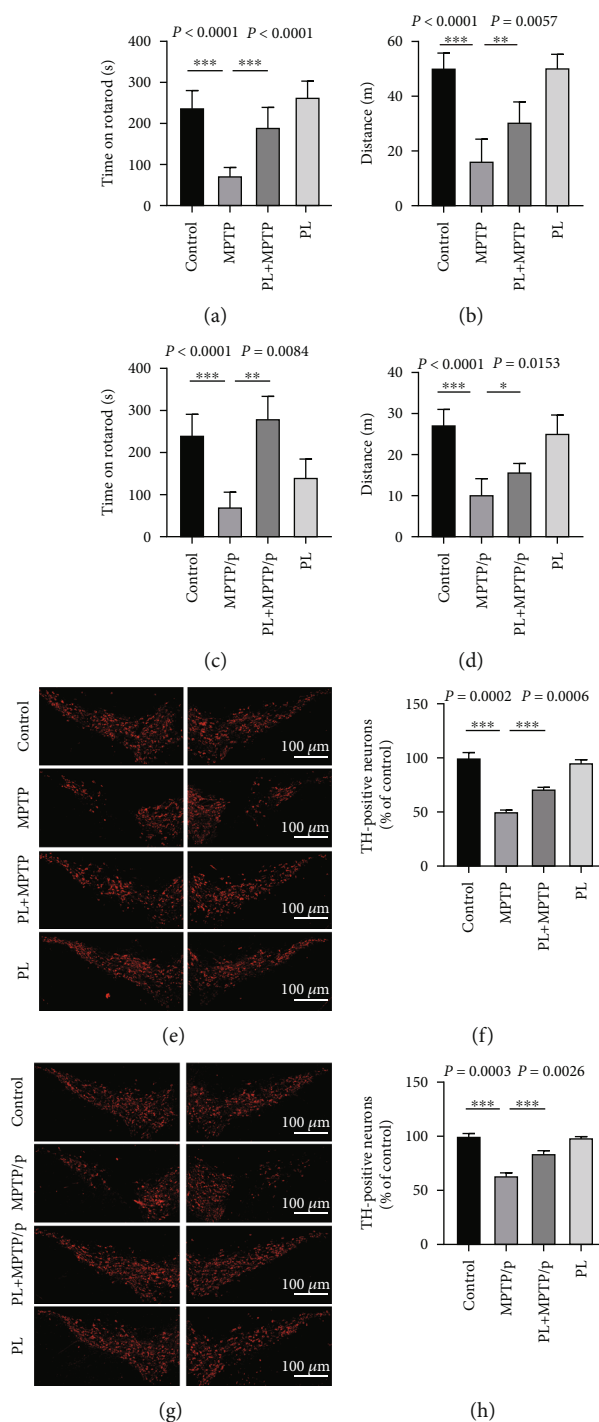 P < 0.0001 P < 0.0001
*** ***
Time on rotarod (s)
400
300
200
100
0
Control
MPTP
PL+MPTP
PL
(a)
P < 0.0001 P = 0.0057
*** **
Distance (m)
60
40
20
0
Control
MPTP
PL+MPTP
PL
(b)
P < 0.0001 P = 0.0084
*** **
Time on rotarod (s)
400
300
200
100
0
Control
MPTP/p
PL+MPTP/p
PL
(c)
P < 0.0001 P = 0.0153
*** *
Distance (m)
40
30
20
10
0
Control
MPTP/p
PL+MPTP/p
PL
(d)
Control
100 μm
MPTP
100 μm
PL+MPTP
100 μm
PL
100 μm
(e)
P = 0.0002 P = 0.0006
*** ***
TH-positive neurons
(% of control)
150
100
50
0
Control
MPTP
PL+MPTP
PL
(f)
Control
100 μm
MPTP/p
100 μm
PL+MPTP/p
100 μm
PL
100 μm
(g)
P = 0.0003 P = 0.0026
*** ***
TH-positive neurons
(% of control)
150
100
50
0
Control
MPTP/p
PL+MPTP/p
PL
(h)